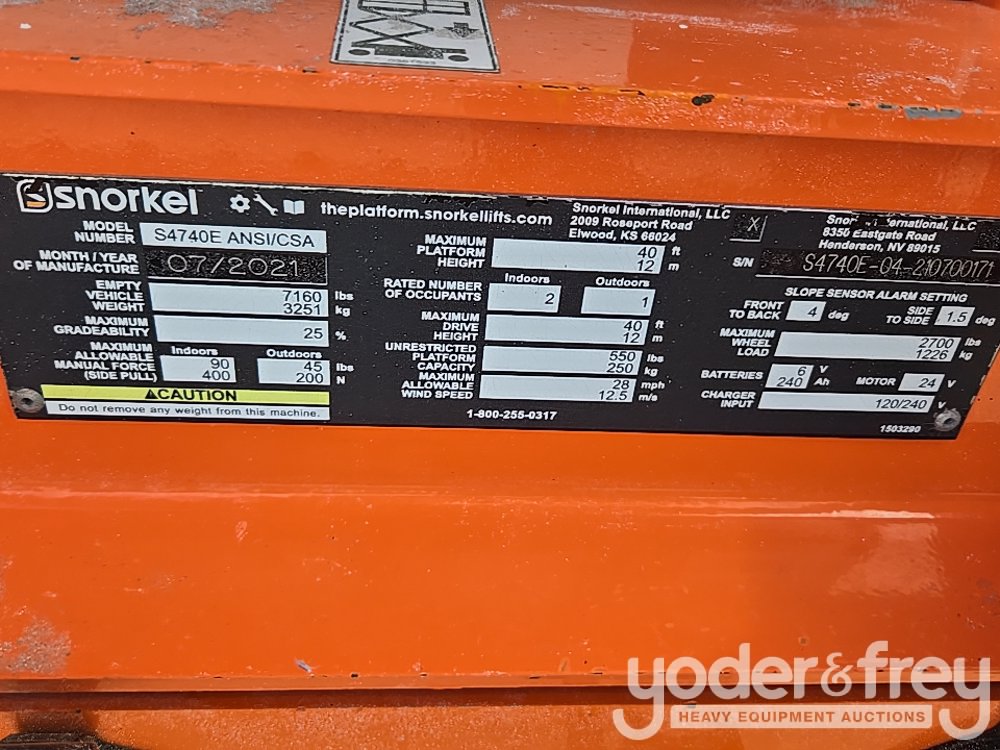 snorkel theplatform.snorkellifts.com
MODEL NUMBER S4740E ANSI/CSA
MONTH / YEAR OF MANUFACTURE 07/2021
EMPTY VEHICLE WEIGHT 7160 lbs 3251 kg
MAXIMUM GRADEABILITY 25 %
MAXIMUM ALLOWABLE MANUAL FORCE (SIDE PULL)
Indoors 90 400
Outdoors 45 lbs 200 N
CAUTION
Do not remove any weight from this machine.
Snorkel International, LLC
2009 Roseport Road
Elwood, KS 66024
MAXIMUM PLATFORM HEIGHT 40 ft 12 m
RATED NUMBER OF OCCUPANTS
Indoors 2
Outdoors 1
MAXIMUM DRIVE HEIGHT 40 ft 12 m
UNRESTRICTED PLATFORM CAPACITY 550 lbs 250 kg
MAXIMUM ALLOWABLE WIND SPEED 28 mph 12.5 m/s
1-800-255-0317
X
LLC
8350 Eastgate Road
Henderson, NV 89015
S/N S4740E-04-210700171
SLOPE SENSOR ALARM SETTING
FRONT TO BACK 4 deg
SIDE TO SIDE 1.5 deg
MAXIMUM WHEEL LOAD 2700 lbs 1226 kg
BATTERIES 6 V 240 Ah
MOTOR 24 V
CHARGER INPUT 120/240 V
1503290
yoder&frey
HEAVY EQUIPMENT AUCTIONS